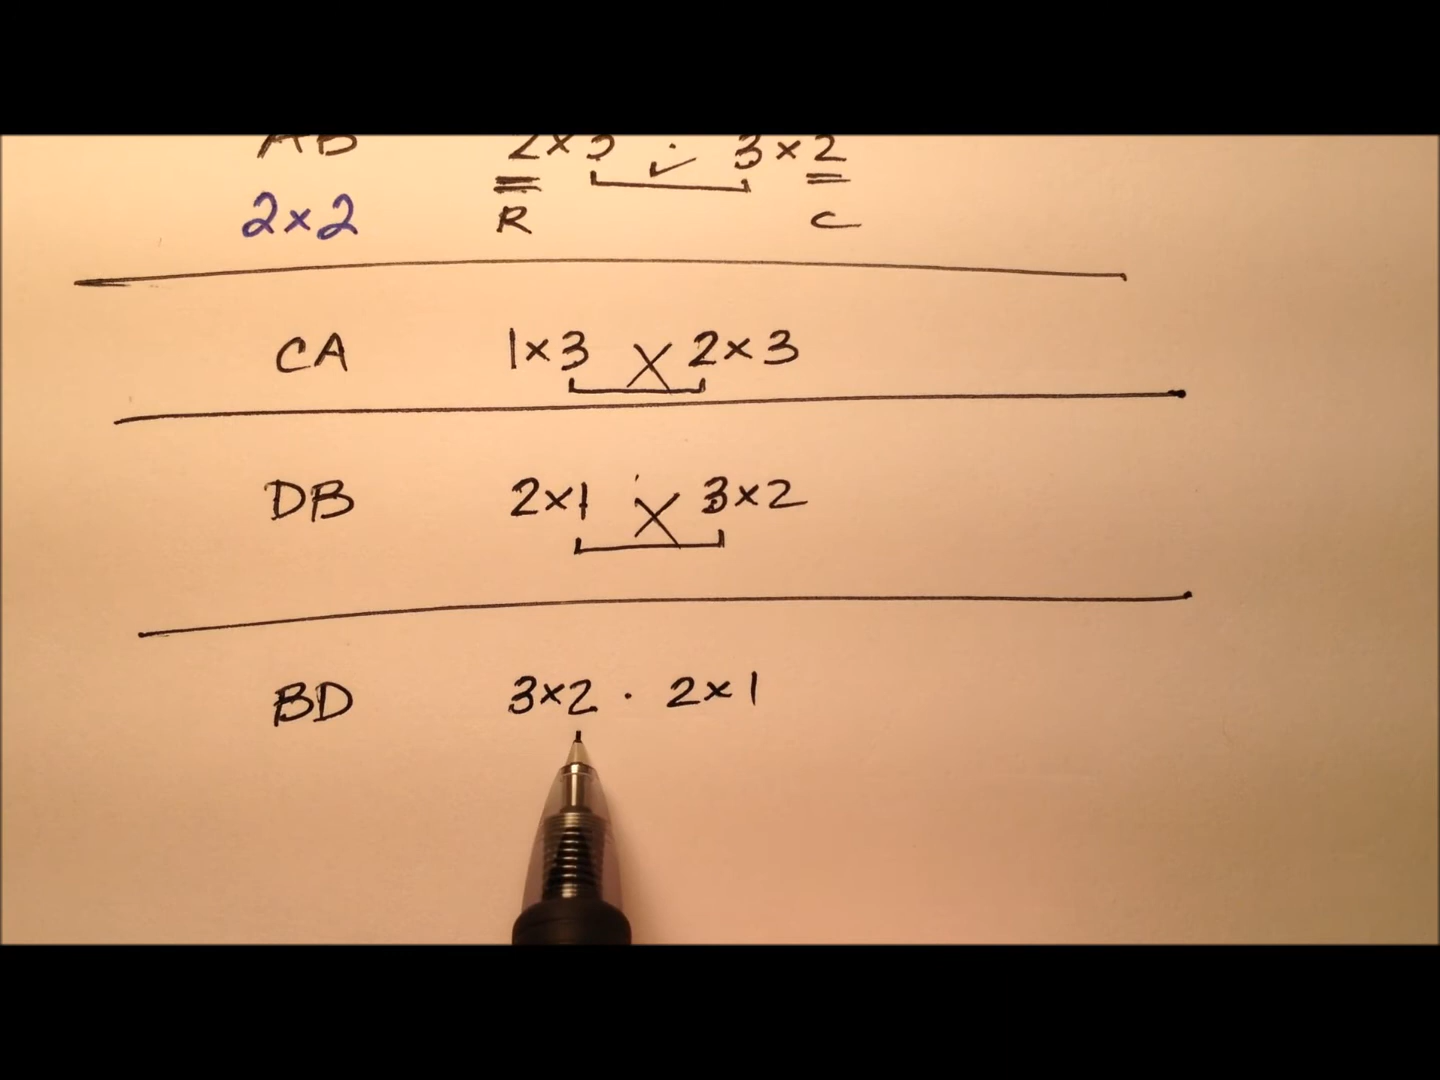 AB 2×3 · ✓ 3×2
2×2 R C
CA 1×3 X 2×3
DB 2×1 · X 3×2
BD 3×2 · 2×1